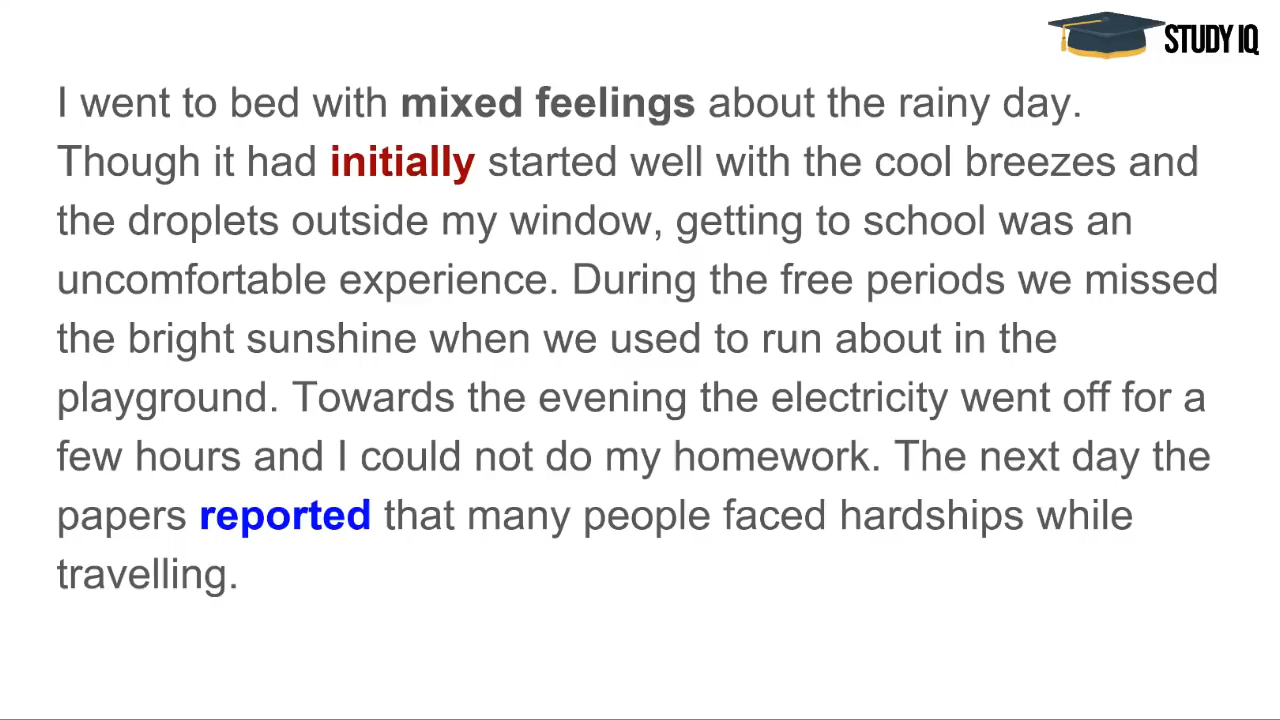 STUDY IQ
I went to bed with mixed feelings about the rainy day.
Though it had initially started well with the cool breezes and
the droplets outside my window, getting to school was an
uncomfortable experience. During the free periods we missed
the bright sunshine when we used to run about in the
playground. Towards the evening the electricity went off for a
few hours and I could not do my homework. The next day the
papers reported that many people faced hardships while
travelling.